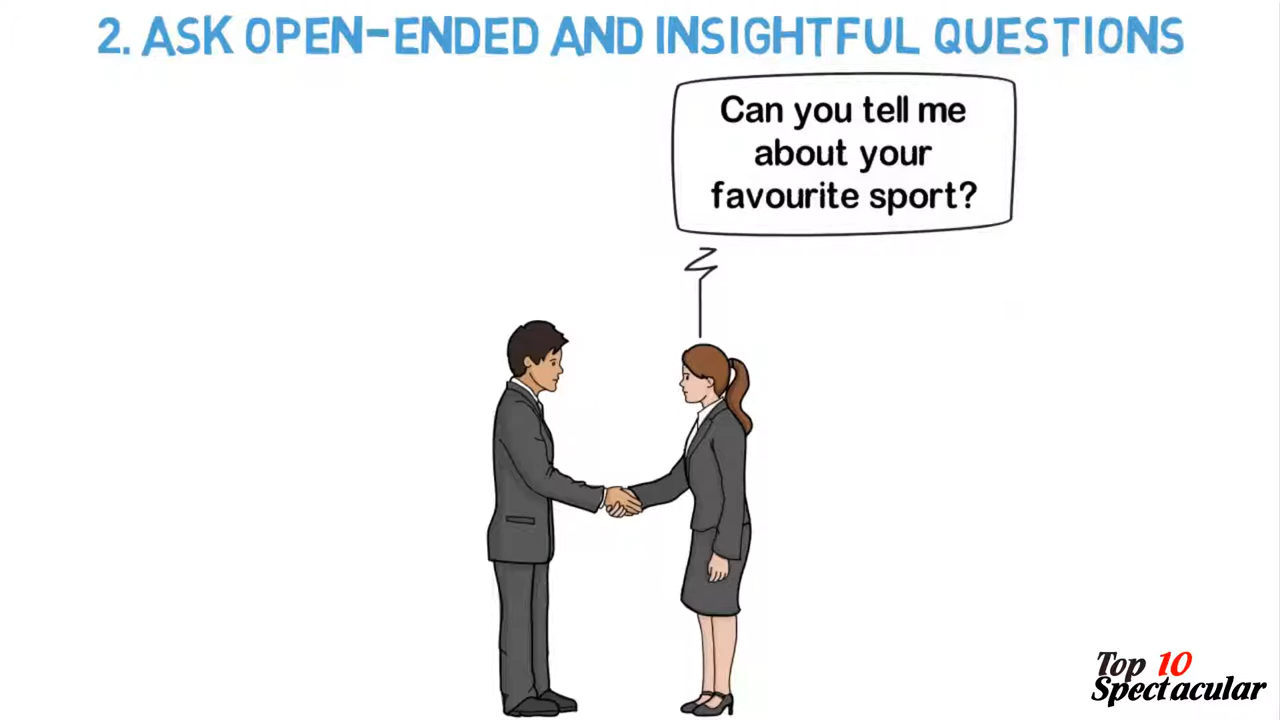 2. ASK OPEN-ENDED AND INSIGHTFUL QUESTIONS
Can you tell me
about your
favourite sport?
Top 10
Spectacular